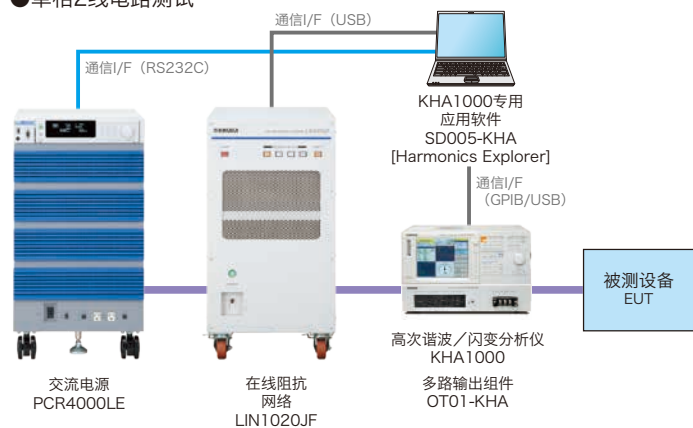 ●单相2线电路测试
通信I/F（USB）
通信I/F（RS232C）
KHA1000专用
应用软件
SD005-KHA
[Harmonics Explorer]
通信I/F
（GPIB/USB）
被测设备
EUT
高次谐波／闪变分析仪
KHA1000
多路输出组件
OT01-KHA
交流电源
PCR4000LE
在线阻抗
网络
LIN1020JF